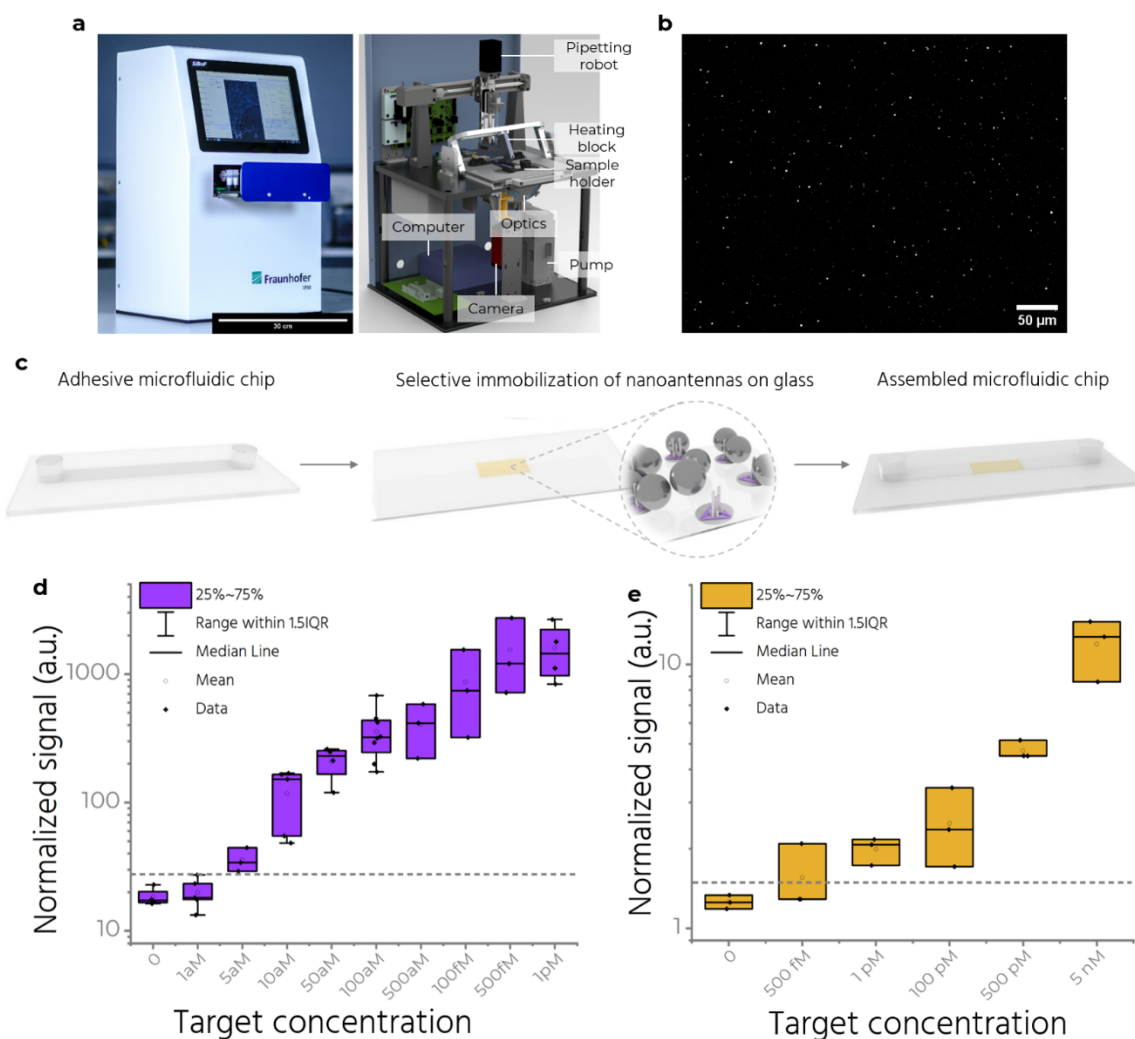 a
SiBoF
Fraunhofer
IPM
30 cm
Pipetting
robot
Heating
block
Sample
holder
Computer
Optics
Pump
Camera
b
50 µm
c
Adhesive microfluidic chip
Selective immobilization of nanoantennas on glass
Assembled microfluidic chip
d
25%~75%
Range within 1.5IQR
Median Line
Mean
Data
Normalized signal (a.u.)
1000
100
10
0
1aM
5aM
10aM
50aM
100aM
500aM
100fM
500fM
1pM
Target concentration
e
25%~75%
Range within 1.5IQR
Median Line
Mean
Data
Normalized signal (a.u.)
10
1
0
500 fM
1 pM
100 pM
500 pM
5 nM
Target concentration